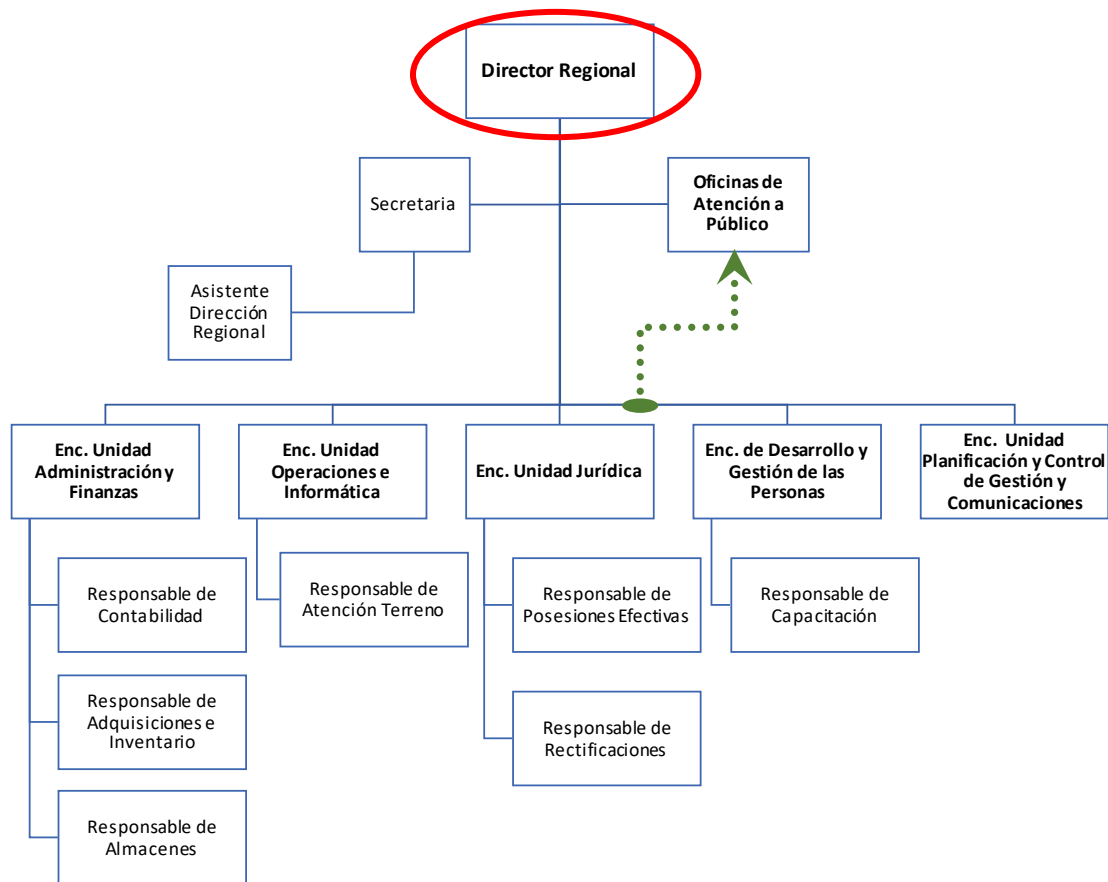 Director Regional
Secretaria
Oficinas de
Atención a
Público
Asistente
Dirección
Regional
Enc. Unidad
Administración y
Finanzas
Enc. Unidad
Operaciones e
Informática
Enc. Unidad Jurídica
Enc. de Desarrollo y
Gestión de las
Personas
Enc. Unidad
Planificación y Control
de Gestión y
Comunicaciones
Responsable de
Contabilidad
Responsable de
Atención Terreno
Responsable de
Posesiones Efectivas
Responsable de
Capacitación
Responsable de
Adquisiciones e
Inventario
Responsable de
Rectificaciones
Responsable de
Almacenes